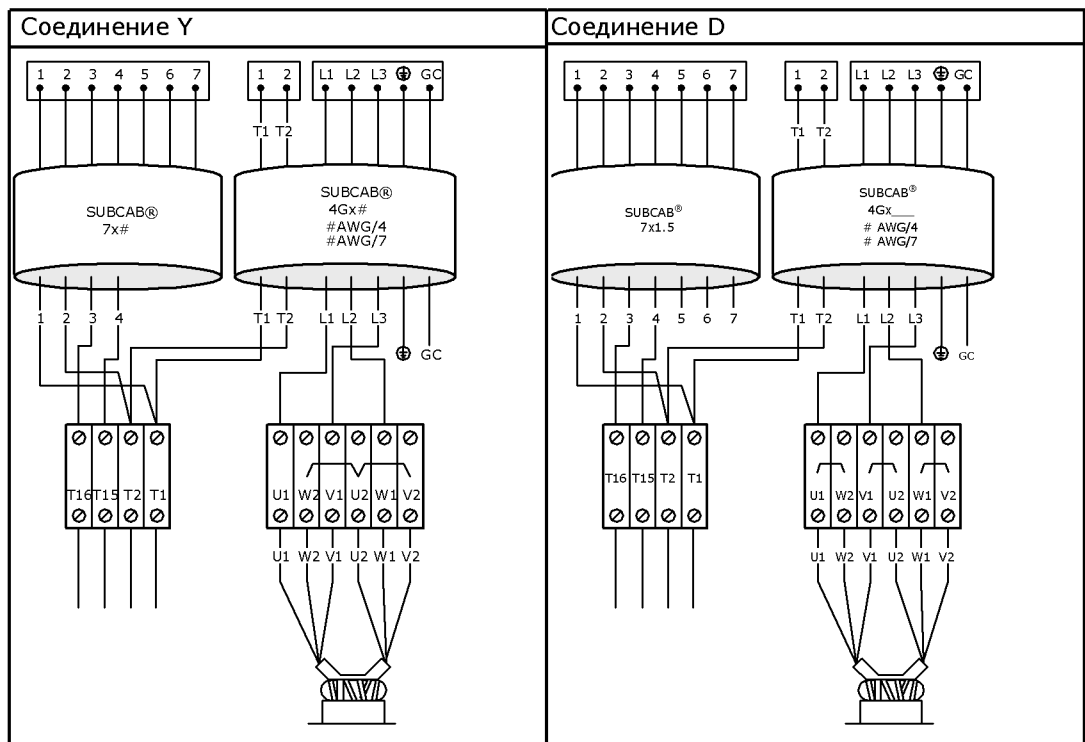 Соединение Y
1 2 3 4 5 6 7 1 2 L1 L2 L3 GC
T1 T2
SUBCAB®
7x#
SUBCAB®
4Gx#
#AWG/4
#AWG/7
1 2 3 4 T1 T2 L1 L2 L3
GC
T16 T15 T2 T1 U1 W2 V1 U2 W1 V2
U1 W2 V1 U2 W1 V2
Соединение D
1 2 3 4 5 6 7 1 2 L1 L2 L3 GC
T1 T2
SUBCAB®
7x1.5
SUBCAB®
4Gx___
# AWG/4
# AWG/7
1 2 3 4 5 6 7 T1 T2 L1 L2 L3
GC
T16 T15 T2 T1 U1 W2 V1 U2 W1 V2
U1 W2 V1 U2 W1 V2